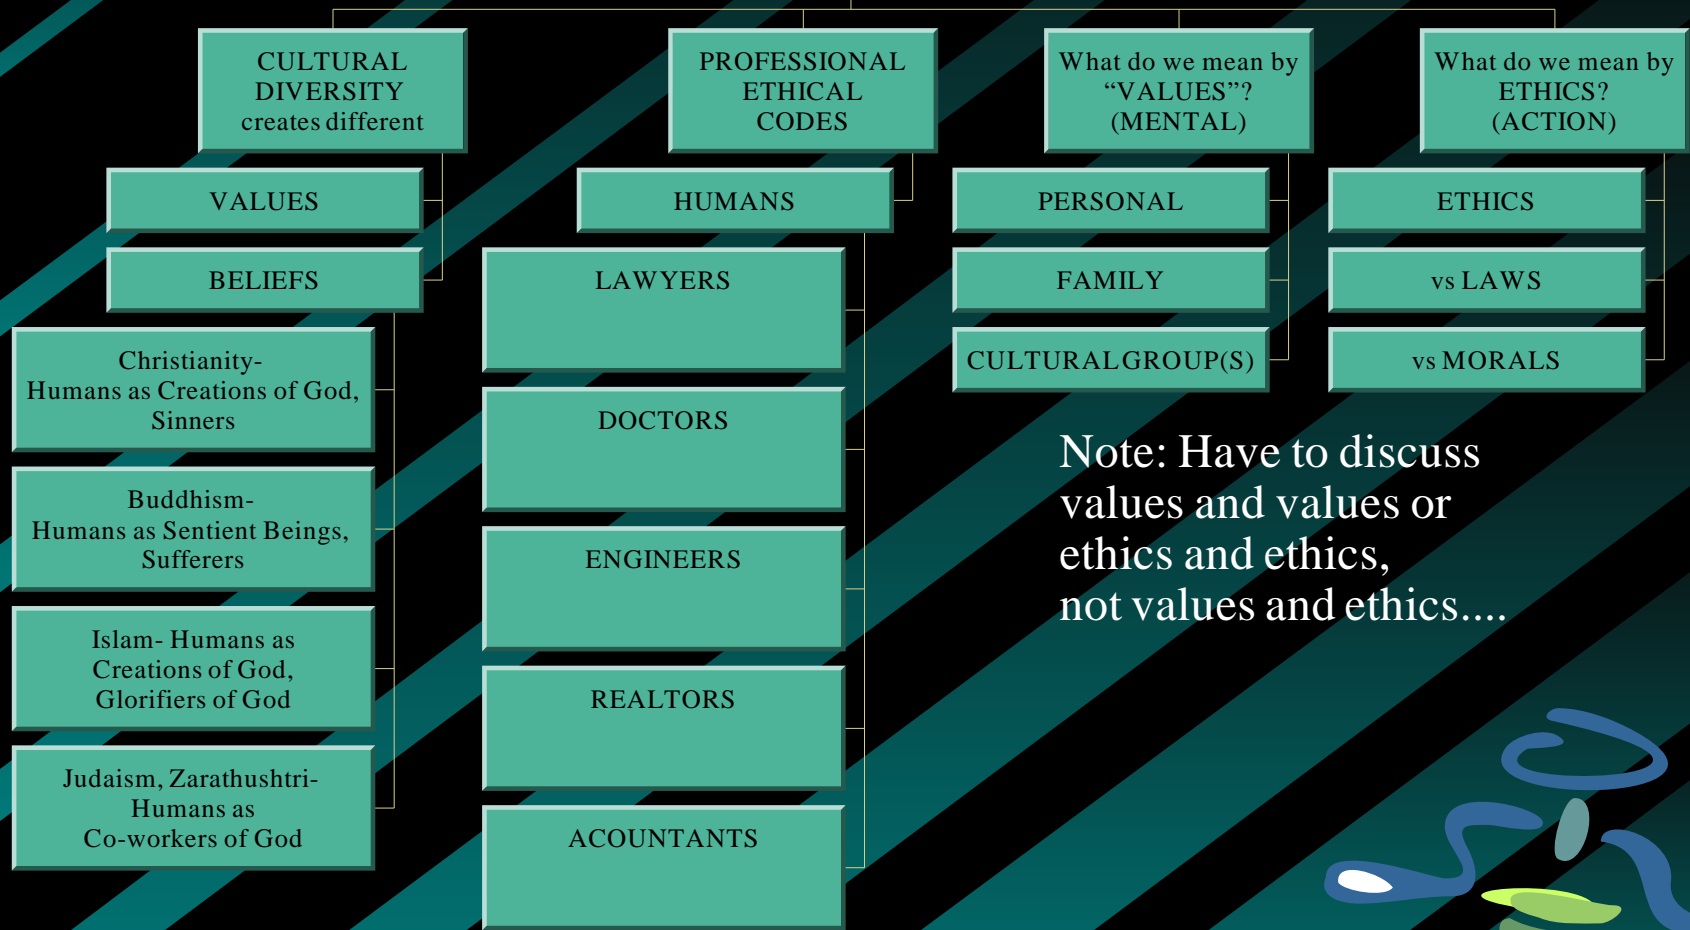 CULTURAL
DIVERSITY
creates different
VALUES
BELIEFS
Christianity-
Humans as Creations of God,
Sinners
Buddhism-
Humans as Sentient Beings,
Sufferers
Islam- Humans as
Creations of God,
Glorifiers of God
Judaism, Zarathushtri-
Humans as
Co-workers of God
PROFESSIONAL
ETHICAL
CODES
HUMANS
LAWYERS
DOCTORS
ENGINEERS
REALTORS
ACOUNTANTS
What do we mean by
“VALUES”?
(MENTAL)
PERSONAL
FAMILY
CULTURAL GROUP(S)
What do we mean by
ETHICS?
(ACTION)
ETHICS
vs LAWS
vs MORALS
Note: Have to discuss
values and values or
ethics and ethics,
not values and ethics....